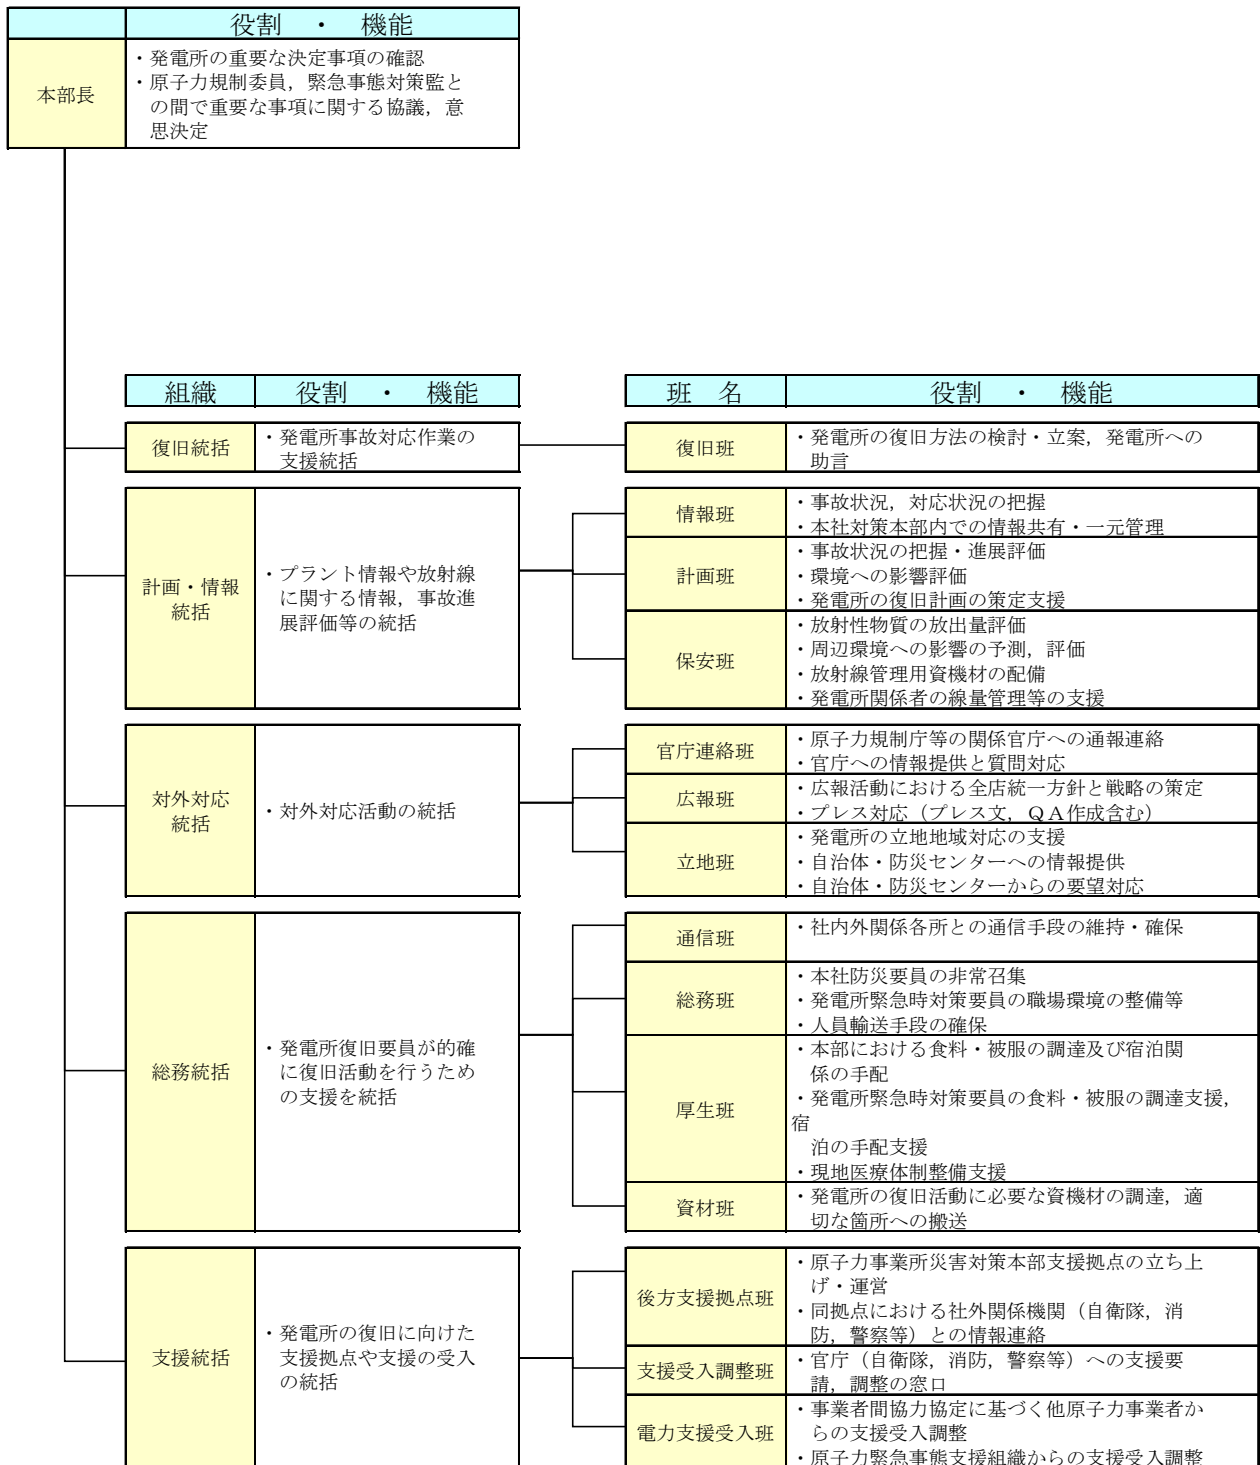 役割 ・ 機能
本部長
・発電所の重要な決定事項の確認
・原子力規制委員，緊急事態対策監と
の間で重要な事項に関する協議，意
思決定
組織
役割 ・ 機能
班 名
役割 ・ 機能
復旧統括
・発電所事故対応作業の
支援統括
復旧班
・発電所の復旧方法の検討・立案，発電所への
助言
計画・情報
統括
・プラント情報や放射線
に関する情報，事故進
展評価等の統括
情報班
・事故状況，対応状況の把握
・本社対策本部内での情報共有・一元管理
計画班
・事故状況の把握・進展評価
・環境への影響評価
・発電所の復旧計画の策定支援
保安班
・放射性物質の放出量評価
・周辺環境への影響の予測，評価
・放射線管理用資機材の配備
・発電所関係者の線量管理等の支援
対外対応
統括
・対外対応活動の統括
官庁連絡班
・原子力規制庁等の関係官庁への通報連絡
・官庁への情報提供と質問対応
広報班
・広報活動における全店統一方針と戦略の策定
・プレス対応（プレス文，ＱＡ作成含む）
立地班
・発電所の立地地域対応の支援
・自治体・防災センターへの情報提供
・自治体・防災センターからの要望対応
総務統括
・発電所復旧要員が的確
に復旧活動を行うため
の支援を統括
通信班
・社内外関係各所との通信手段の維持・確保
総務班
・本社防災要員の非常召集
・発電所緊急時対策要員の職場環境の整備等
・人員輸送手段の確保
厚生班
・本部における食料・被服の調達及び宿泊関
係の手配
・発電所緊急時対策要員の食料・被服の調達支援，
宿
泊の手配支援
・現地医療体制整備支援
資材班
・発電所の復旧活動に必要な資機材の調達，適
切な箇所への搬送
支援統括
・発電所の復旧に向けた
支援拠点や支援の受入
の統括
後方支援拠点班
・原子力事業所災害対策本部支援拠点の立ち上
げ・運営
・同拠点における社外関係機関（自衛隊，消
防，警察等）との情報連絡
支援受入調整班
・官庁（自衛隊，消防，警察等）への支援要
請，調整の窓口
電力支援受入班
・事業者間協力協定に基づく他原子力事業者か
らの支援受入調整
・原子力緊急事態支援組織からの支援受入調整